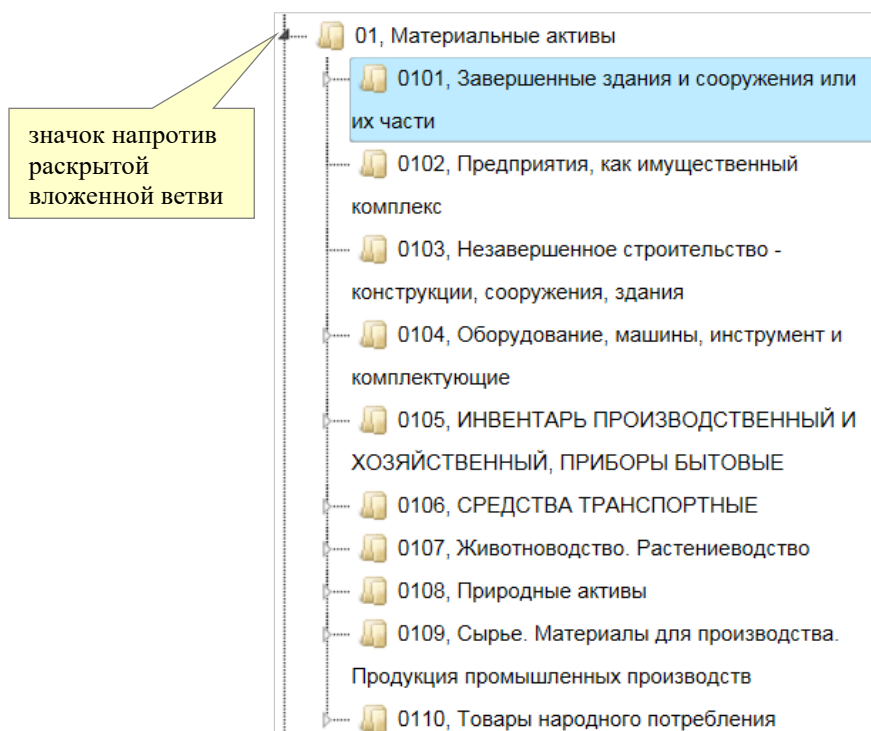 01, Материальные активы
0101, Завершенные здания и сооружения или
их части
значок напротив
раскрытой
вложенной ветви
0102, Предприятия, как имущественный
комплекс
0103, Незавершенное строительство -
конструкции, сооружения, здания
0104, Оборудование, машины, инструмент и
комплектующие
0105, ИНВЕНТАРЬ ПРОИЗВОДСТВЕННЫЙ И
ХОЗЯЙСТВЕННЫЙ, ПРИБОРЫ БЫТОВЫЕ
0106, СРЕДСТВА ТРАНСПОРТНЫЕ
0107, Животноводство. Растениеводство
0108, Природные активы
0109, Сырье. Материалы для производства.
Продукция промышленных производств
0110, Товары народного потребления